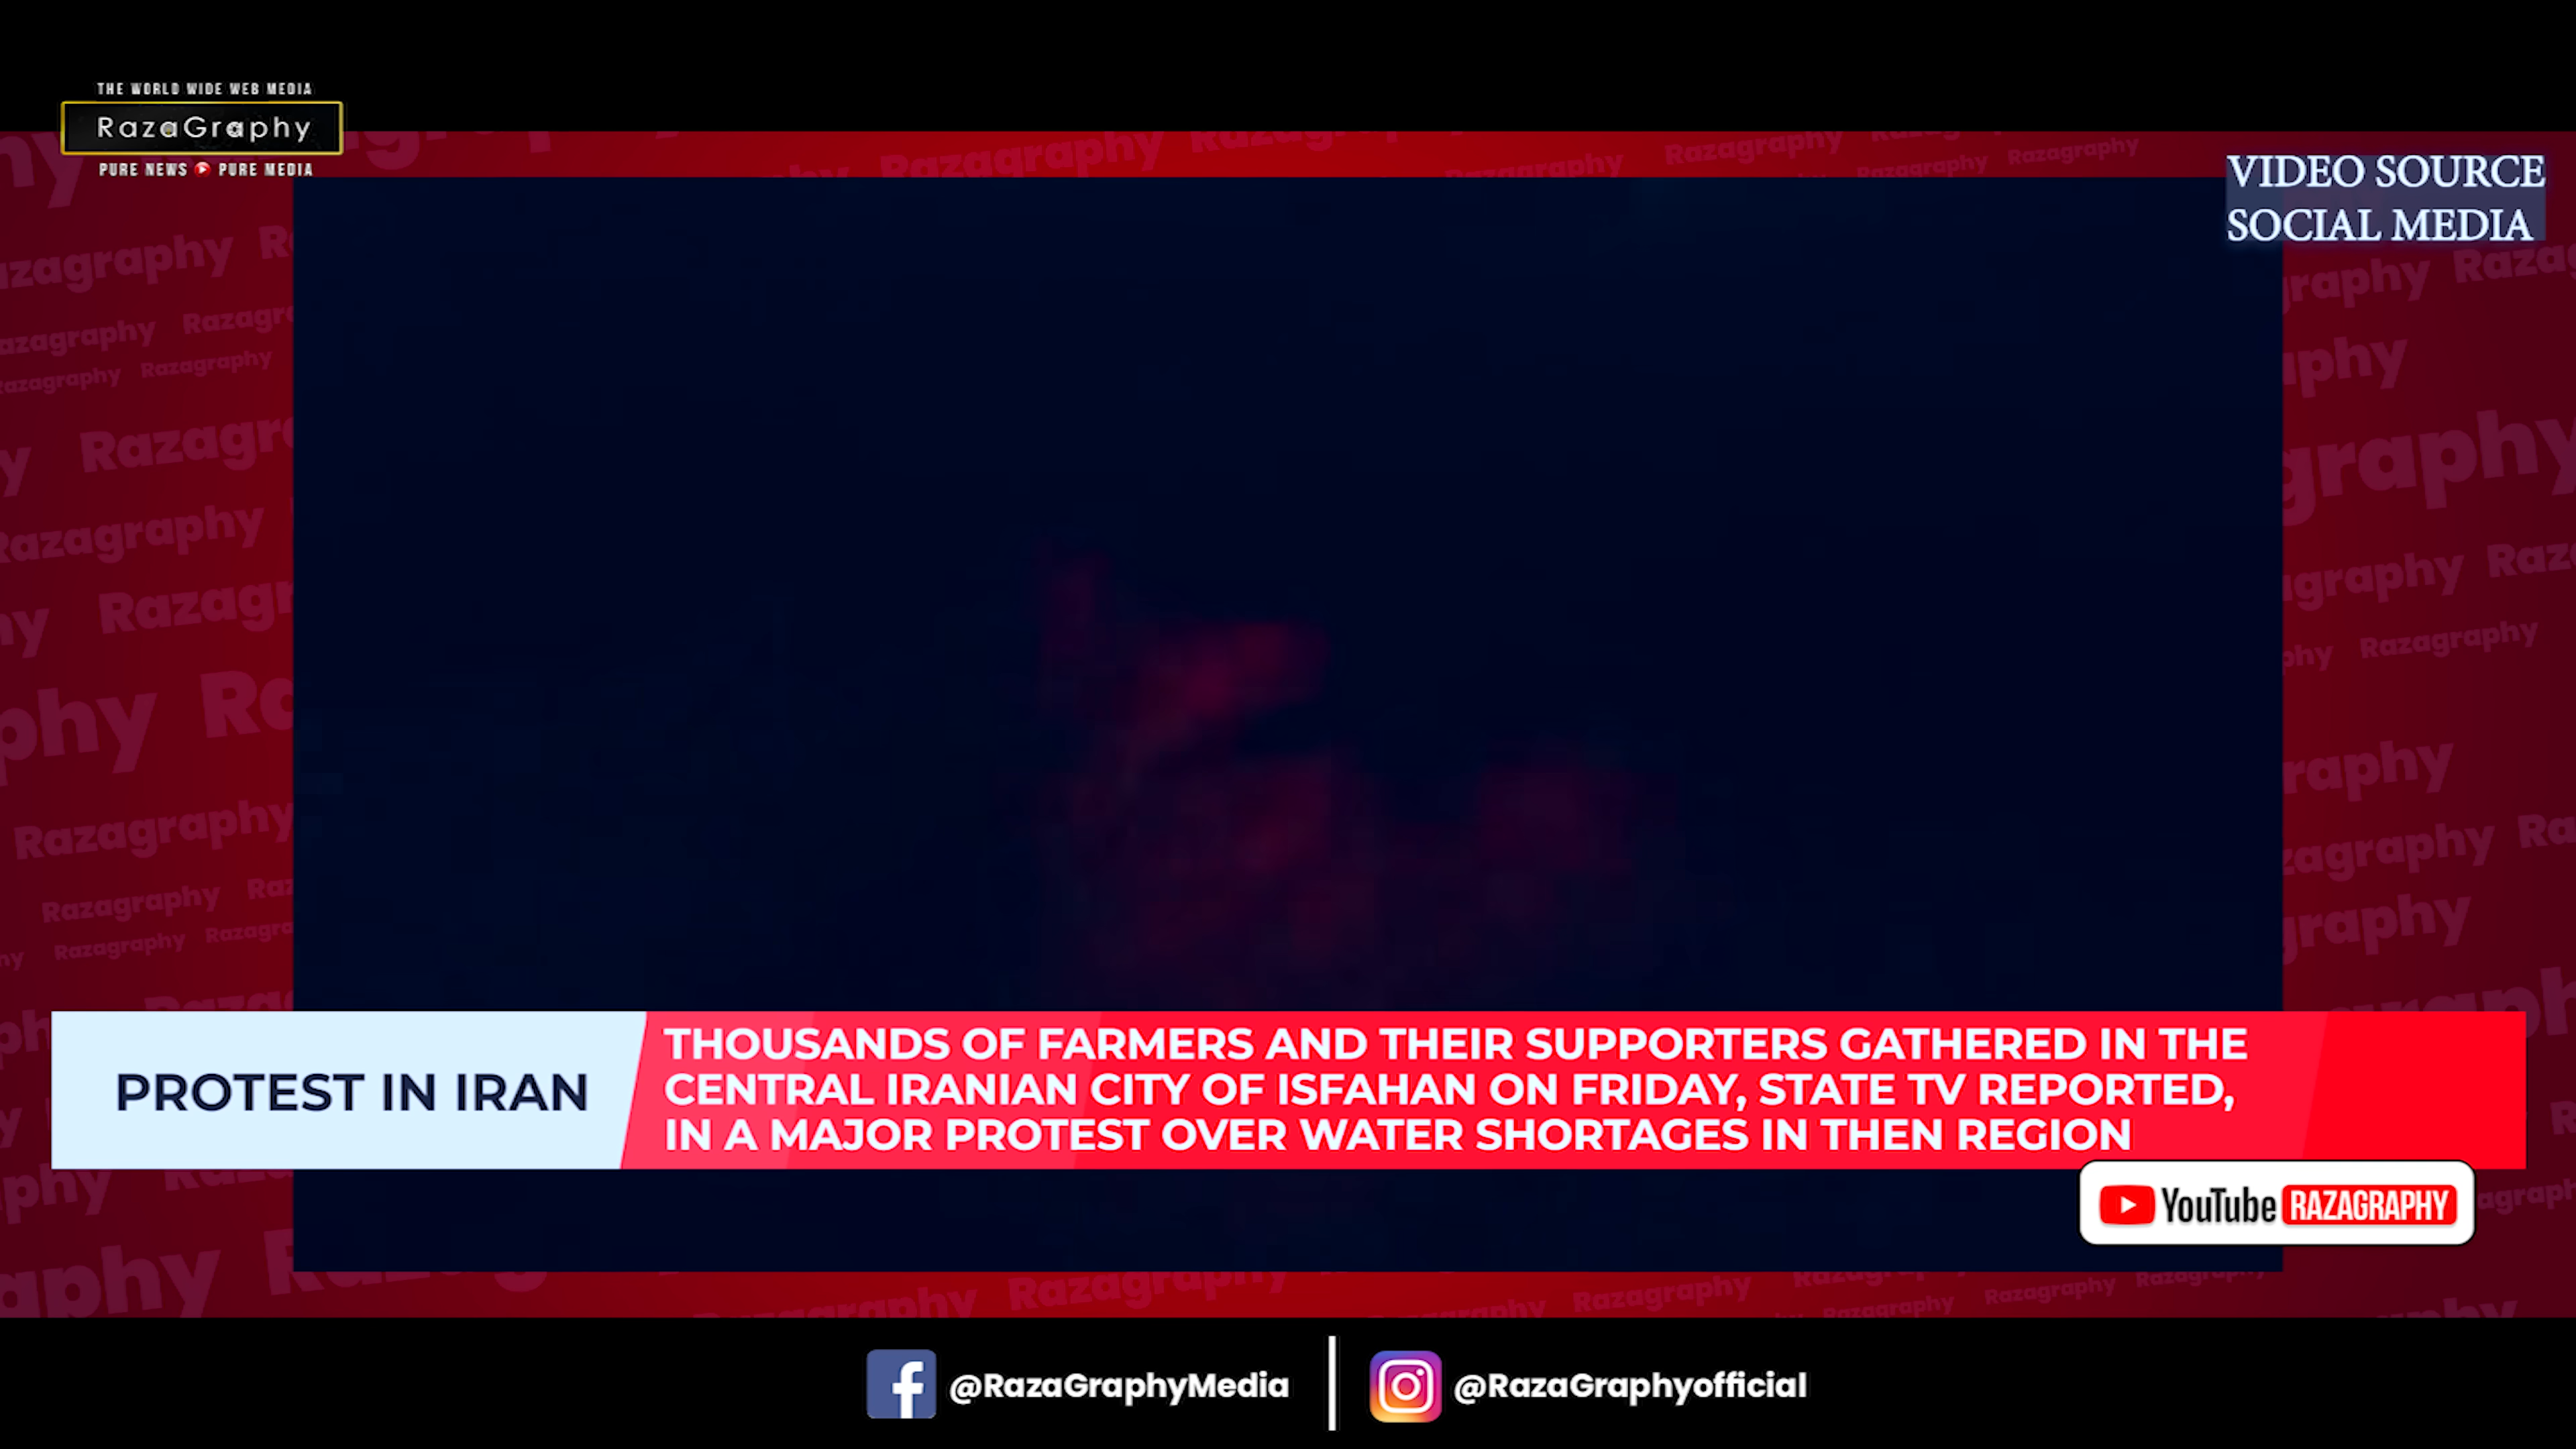 THE WORLD WIDE WEB MEDIA
RazaGraphy
PURE NEWS PURE MEDIA
VIDEO SOURCE
SOCIAL MEDIA
PROTEST IN IRAN
THOUSANDS OF FARMERS AND THEIR SUPPORTERS GATHERED IN THE
CENTRAL IRANIAN CITY OF ISFAHAN ON FRIDAY, STATE TV REPORTED,
IN A MAJOR PROTEST OVER WATER SHORTAGES IN THEN REGION
YouTube RAZAGRAPHY
@RazaGraphyMedia
@RazaGraphyofficial